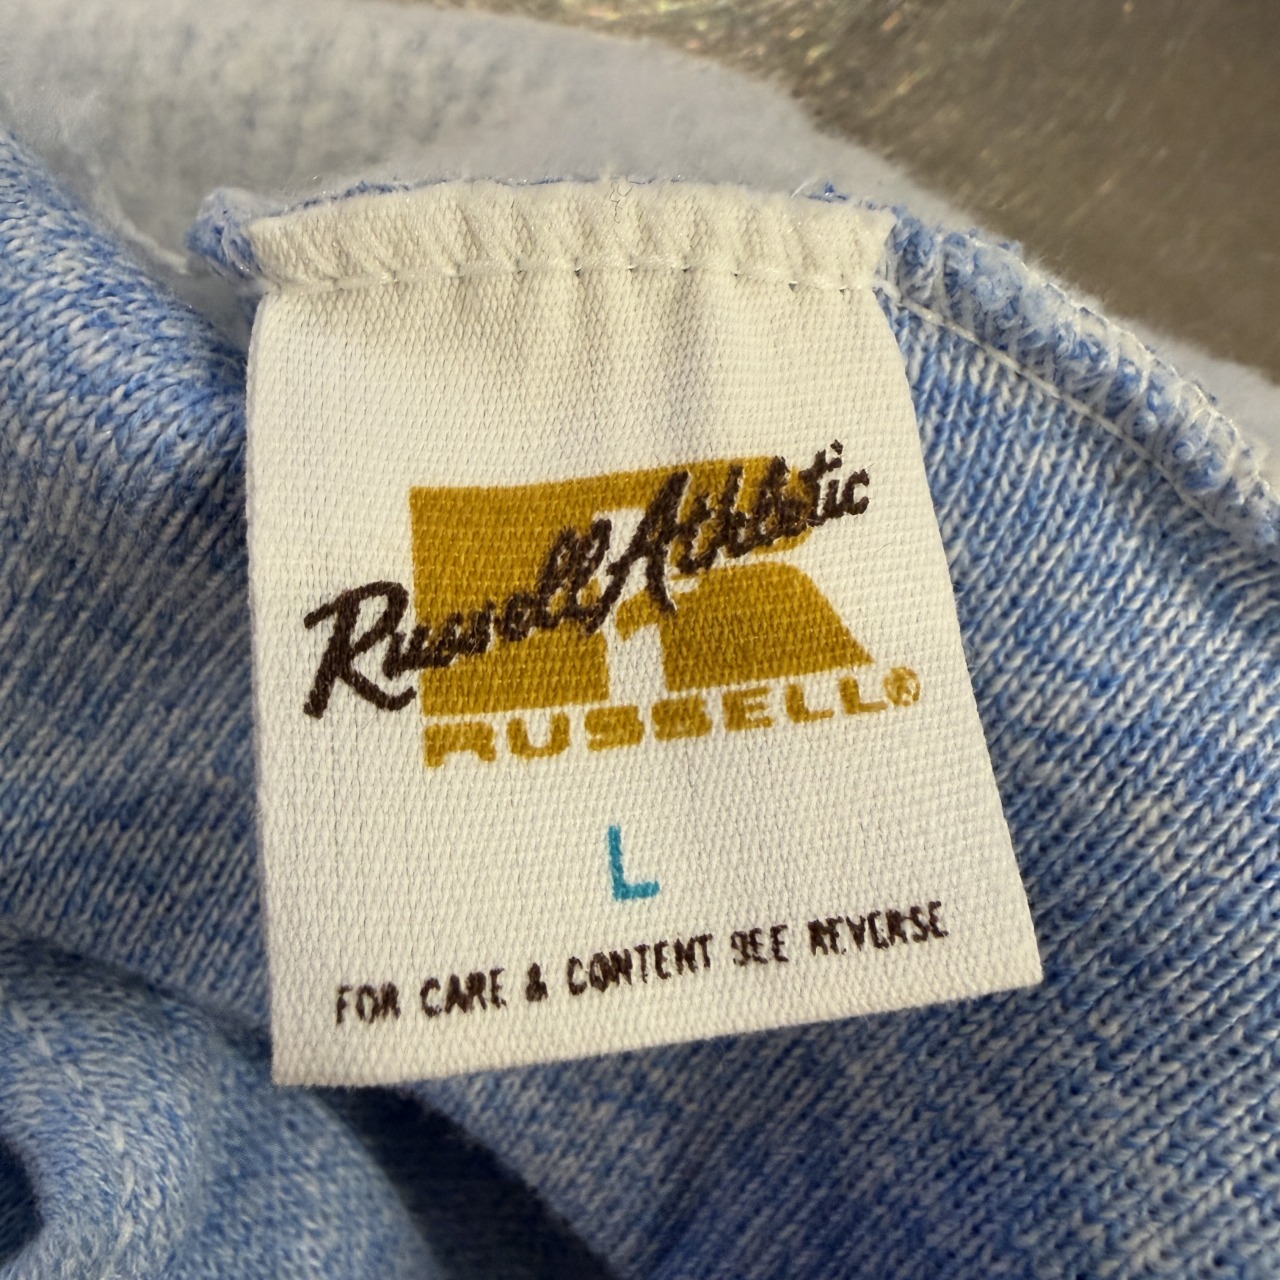 Russell Athletic
RUSSELL®
L
FOR CARE & CONTENT SEE REVERSE